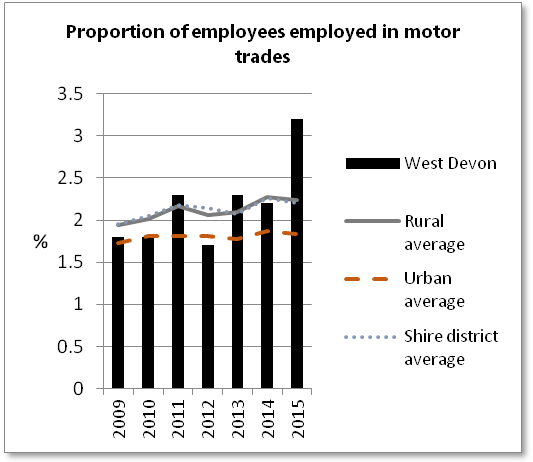 Proportion of employees employed in motor
trades
3.5
3
2.5
2
1.5
1
0.5
0
%
2009
2010
2011
2012
2013
2014
2015
West Devon
Rural
average
Urban
average
Shire district
average